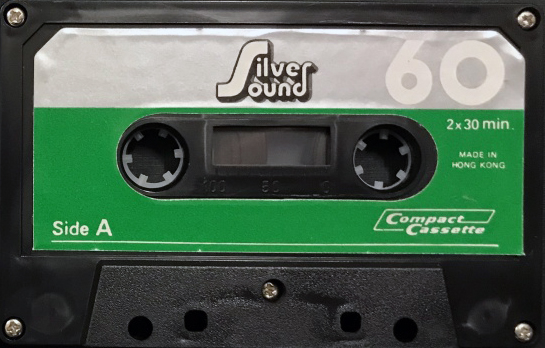 Silver Sound
60
2x30 min.
MADE IN
HONG KONG
100 50 0
Side A
Compact
Cassette